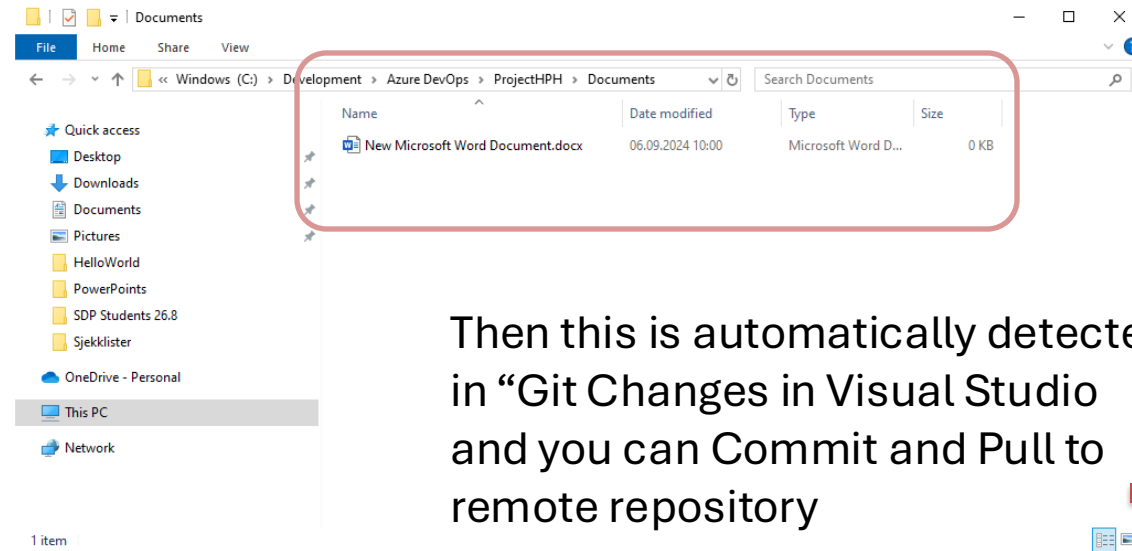 Documents
File Home Share View
« Windows (C:) › Development › Azure DevOps › ProjectHPH › Documents Search Documents
Name Date modified Type Size
New Microsoft Word Document.docx 06.09.2024 10:00 Microsoft Word D... 0 KB
Quick access
Desktop
Downloads
Documents
Pictures
HelloWorld
PowerPoints
SDP Students 26.8
Sjekklister
OneDrive - Personal
This PC
Network
1 item
Then this is automatically detecte
in “Git Changes in Visual Studio
and you can Commit and Pull to
remote repository